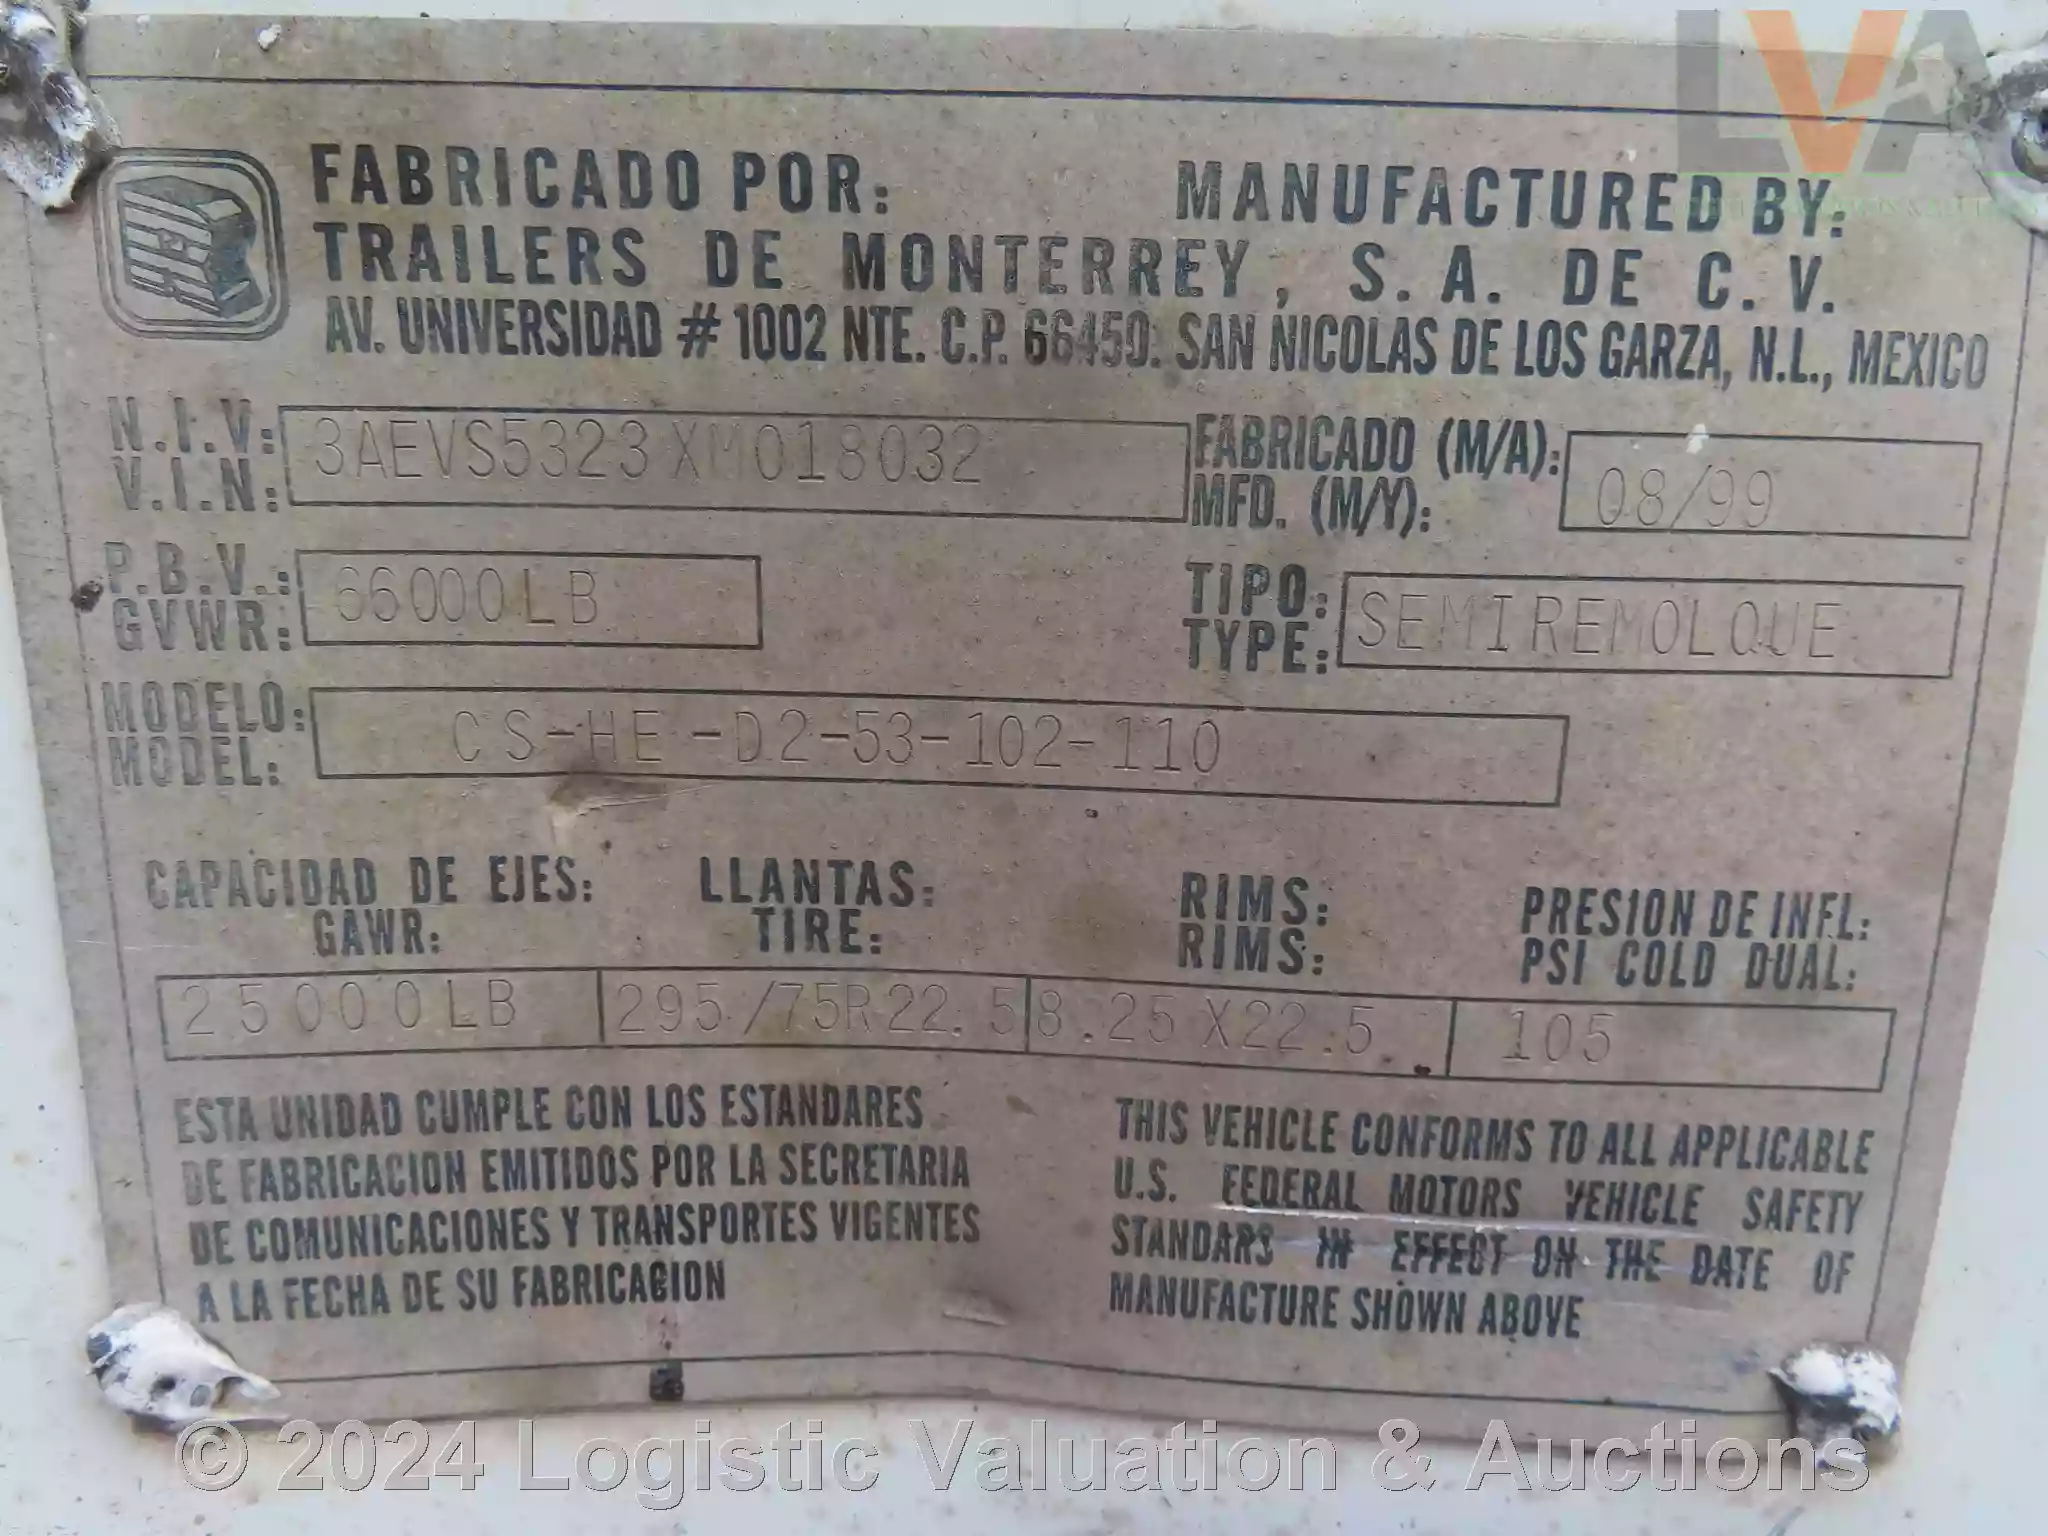 FABRICADO POR: MANUFACTURED BY:
TRAILERS DE MONTERREY, S.A. DE C.V.
AV. UNIVERSIDAD # 1002 NTE. C.P. 66450. SAN NICOLAS DE LOS GARZA, N.L., MEXICO
N.I.V: 3AEVS5323XM018032 FABRICADO (M/A): 08/99
V.I.N: MFD. (M/Y):
P.B.V.: 66000LB TIPO: SEMIREMOLQUE
GVWR: TYPE:
MODELO: CS-HE-D2-53-102-110
MODEL:
CAPACIDAD DE EJES: LLANTAS: RIMS: PRESION DE INFL:
GAWR: TIRE: RIMS: PSI COLD DUAL:
25000LB 295/75R22.5 8.25X22.5 105
ESTA UNIDAD CUMPLE CON LOS ESTANDARES
DE FABRICACION EMITIDOS POR LA SECRETARIA
DE COMUNICACIONES Y TRANSPORTES VIGENTES
A LA FECHA DE SU FABRICACION
THIS VEHICLE CONFORMS TO ALL APPLICABLE
U.S. FEDERAL MOTORS VEHICLE SAFETY
STANDARS IN EFFECT ON THE DATE OF
MANUFACTURE SHOWN ABOVE
LVA
© 2024 Logistic Valuation & Auctions